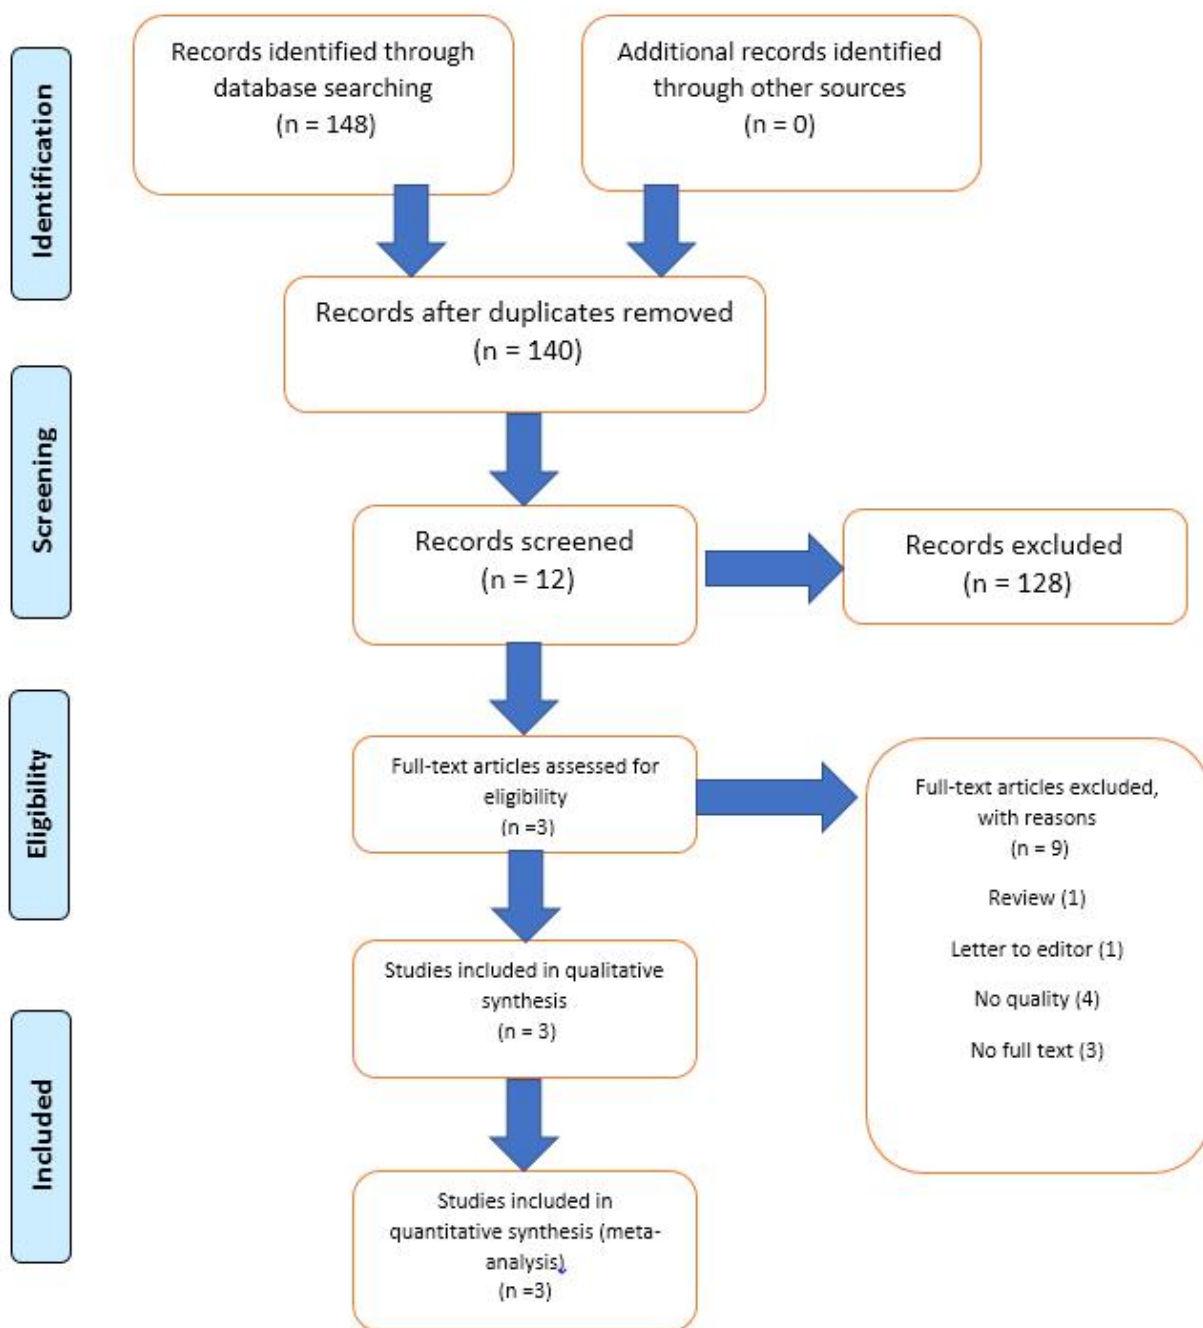 Identification
Records identified through
database searching
(n = 148)
Additional records identified
through other sources
(n = 0)
Records after duplicates removed
(n = 140)
Screening
Records screened
(n = 12)
Records excluded
(n = 128)
Eligibility
Full-text articles assessed for
eligibility
(n =3)
Full-text articles excluded,
with reasons
(n = 9)
Review (1)
Letter to editor (1)
No quality (4)
No full text (3)
Studies included in qualitative
synthesis
(n = 3)
Included
Studies included in
quantitative synthesis (meta-
analysis)
(n =3)